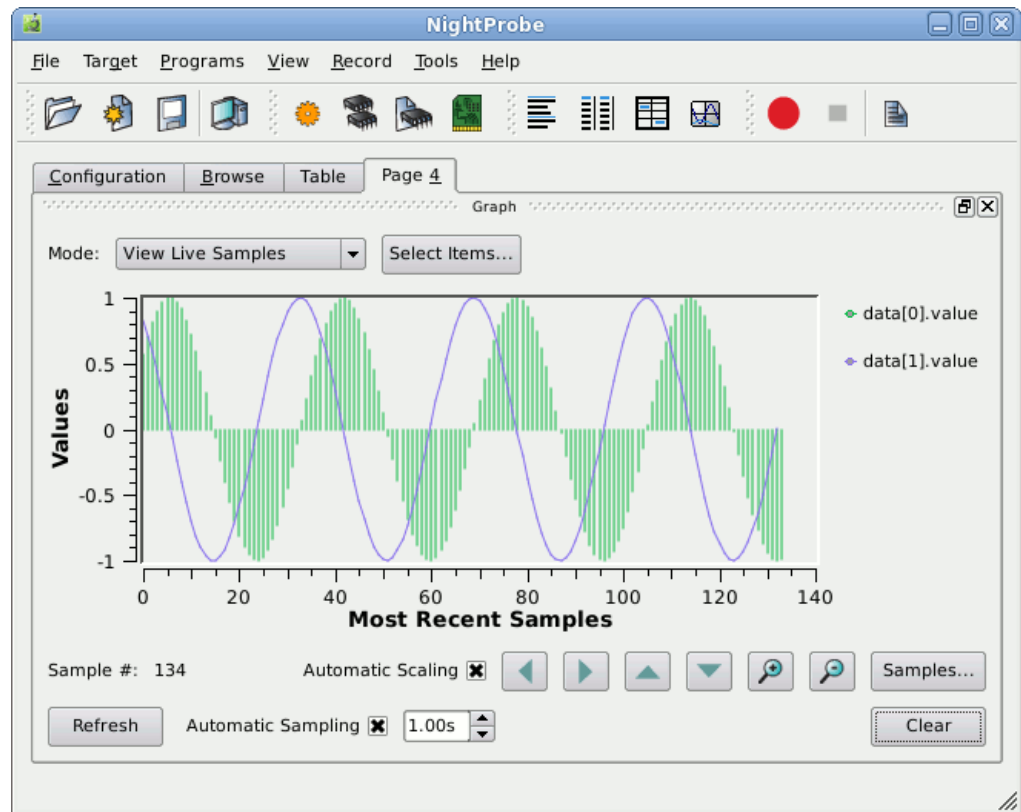 NightProbe
File Target Programs View Record Tools Help
Configuration Browse Table Page 4
Graph
Mode: View Live Samples Select Items...
1
0.5
0
-0.5
-1
Values
data[0].value
data[1].value
0 20 40 60 80 100 120 140
Most Recent Samples
Sample #: 134 Automatic Scaling Samples...
Refresh Automatic Sampling 1.00s Clear